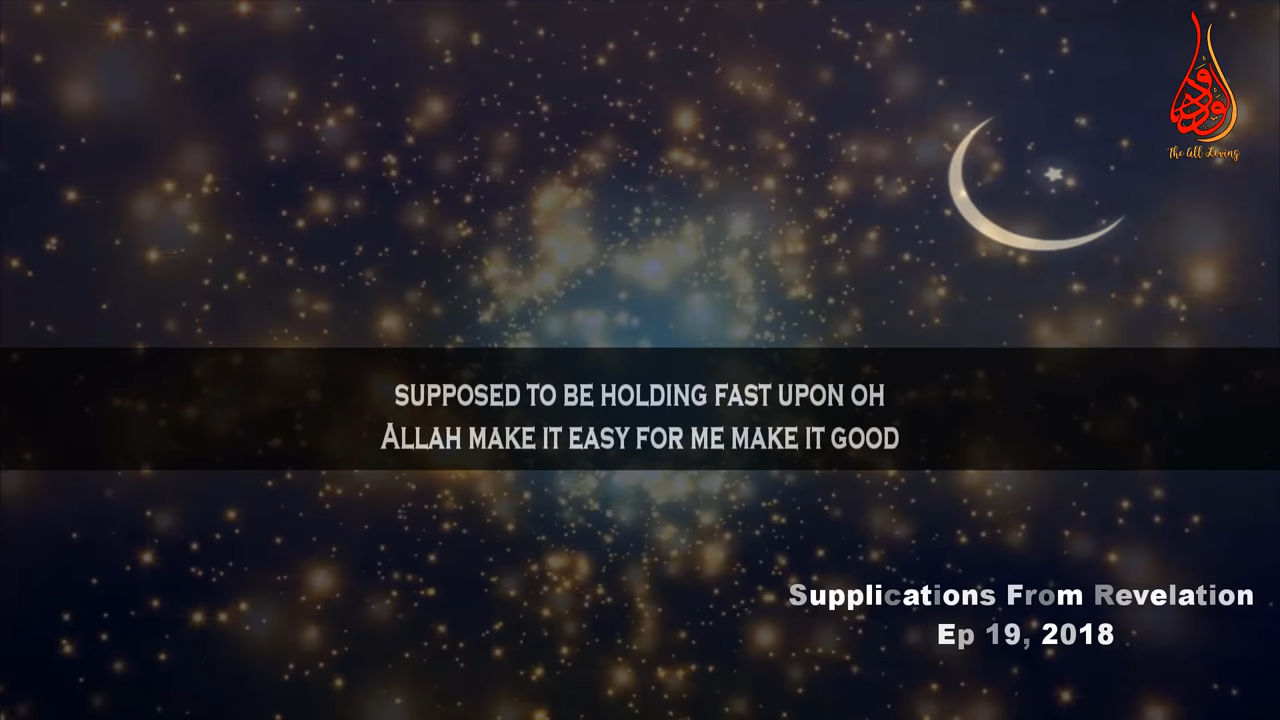 ودود
The All Loving
SUPPOSED TO BE HOLDING FAST UPON OH
ALLAH MAKE IT EASY FOR ME MAKE IT GOOD
Supplications From Revelation
Ep 19, 2018